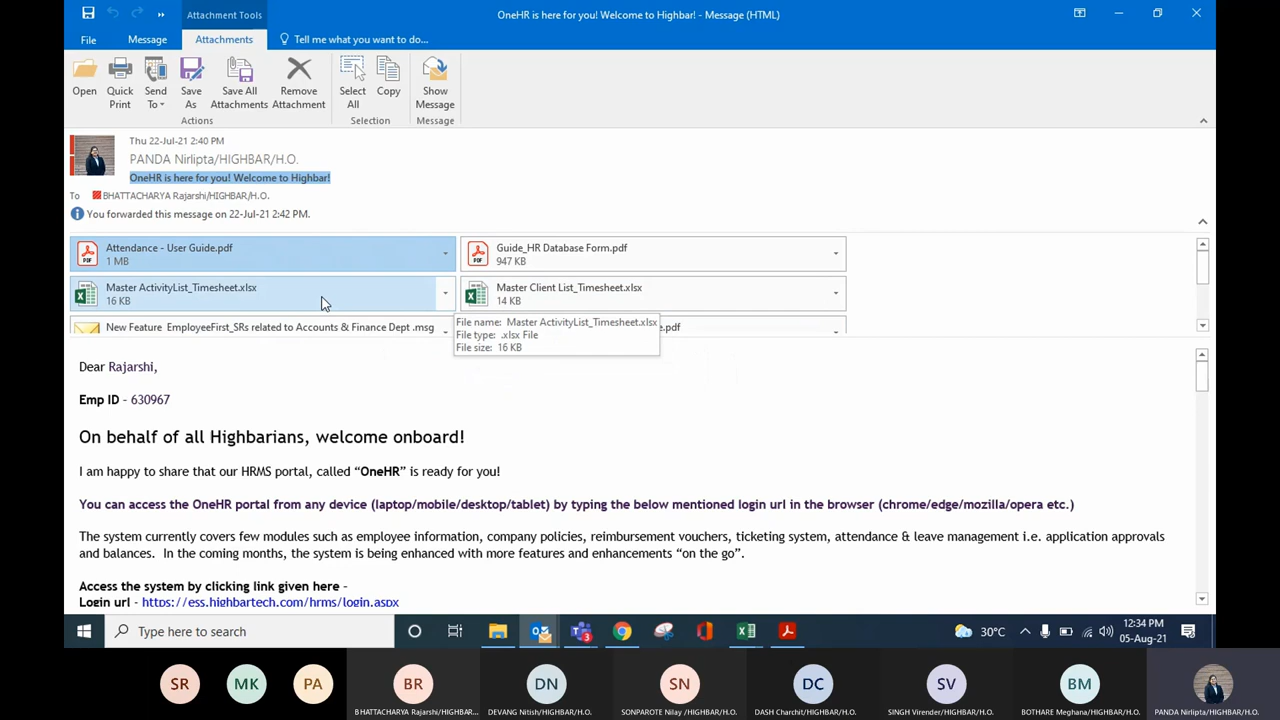 Attachment Tools
OneHR is here for you! Welcome to Highbar! - Message (HTML)
File Message Attachments Tell me what you want to do...
Open Quick Print Send To Save As Save All Attachments Remove Attachment Select All Copy Show Message
Actions Selection Message
Thu 22-Jul-21 2:40 PM
PANDA Nirlipta/HIGHBAR/H.O.
OneHR is here for you! Welcome to Highbar!
To BHATTACHARYA Rajarshi/HIGHBAR/H.O.
You forwarded this message on 22-Jul-21 2:42 PM.
Attendance - User Guide.pdf
1 MB
Guide_HR Database Form.pdf
947 KB
Master ActivityList_Timesheet.xlsx
16 KB
Master Client List_Timesheet.xlsx
14 KB
New Feature EmployeeFirst_SRs related to Accounts & Finance Dept .msg
e.pdf
File name: Master ActivityList_Timesheet.xlsx
File type: .xlsx File
File size: 16 KB
Dear Rajarshi,
Emp ID - 630967
On behalf of all Highbarians, welcome onboard!
I am happy to share that our HRMS portal, called “OneHR” is ready for you!
You can access the OneHR portal from any device (laptop/mobile/desktop/tablet) by typing the below mentioned login url in the browser (chrome/edge/mozilla/opera etc.)
The system currently covers few modules such as employee information, company policies, reimbursement vouchers, ticketing system, attendance & leave management i.e. application approvals
and balances. In the coming months, the system is being enhanced with more features and enhancements “on the go”.
Access the system by clicking link given here -
Login url - https://ess.highbartech.com/hrms/login.aspx
Type here to search
30°C
12:34 PM
05-Aug-21
SR MK PA BR DN SN DC SV BM
BHATTACHARYA Rajarshi/HIGHBAR... DEVANG Nitish/HIGHBAR/H.O. SONPAROTE Nilay /HIGHBAR/H.O. DASH Charchit/HIGHBAR/H.O. SINGH Virender/HIGHBAR/H.O. BOTHARE Meghana/HIGHBAR/H.O. PANDA Nirlipta/HIGHBAR/H.O.